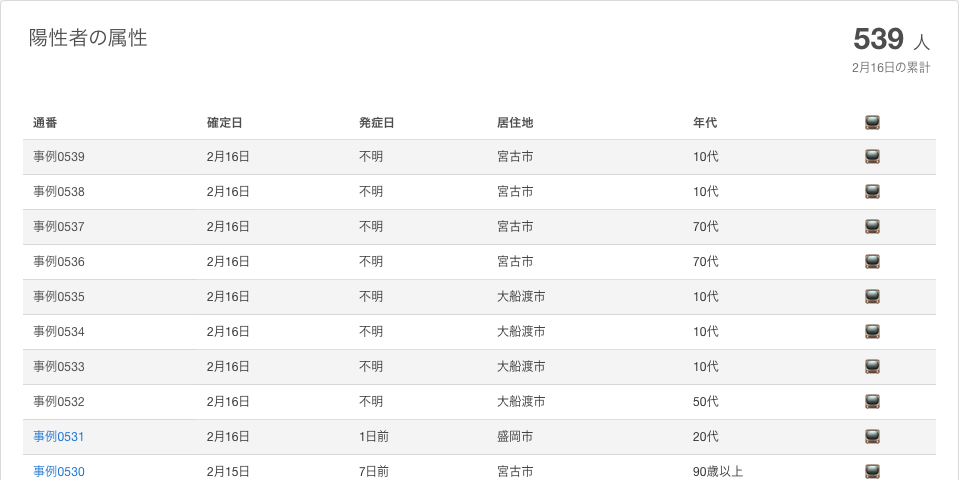 陽性者の属性
539 人
2月16日の累計
通番 確定日 発症日 居住地 年代
事例0539 2月16日 不明 宮古市 10代
事例0538 2月16日 不明 宮古市 10代
事例0537 2月16日 不明 宮古市 70代
事例0536 2月16日 不明 宮古市 70代
事例0535 2月16日 不明 大船渡市 10代
事例0534 2月16日 不明 大船渡市 10代
事例0533 2月16日 不明 大船渡市 10代
事例0532 2月16日 不明 大船渡市 50代
事例0531 2月16日 1日前 盛岡市 20代
事例0530 2月15日 7日前 宮古市 90歳以上